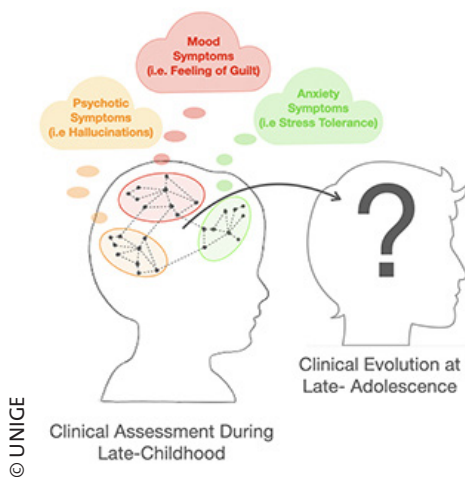 Mood
Symptoms
(i.e. Feeling of Guilt)
Psychotic
Symptoms
(i.e Hallucinations)
Anxiety
Symptoms
(i.e Stress Tolerance)
?
Clinical Evolution at
Late- Adolescence
Clinical Assessment During
Late-Childhood
© UNIGE